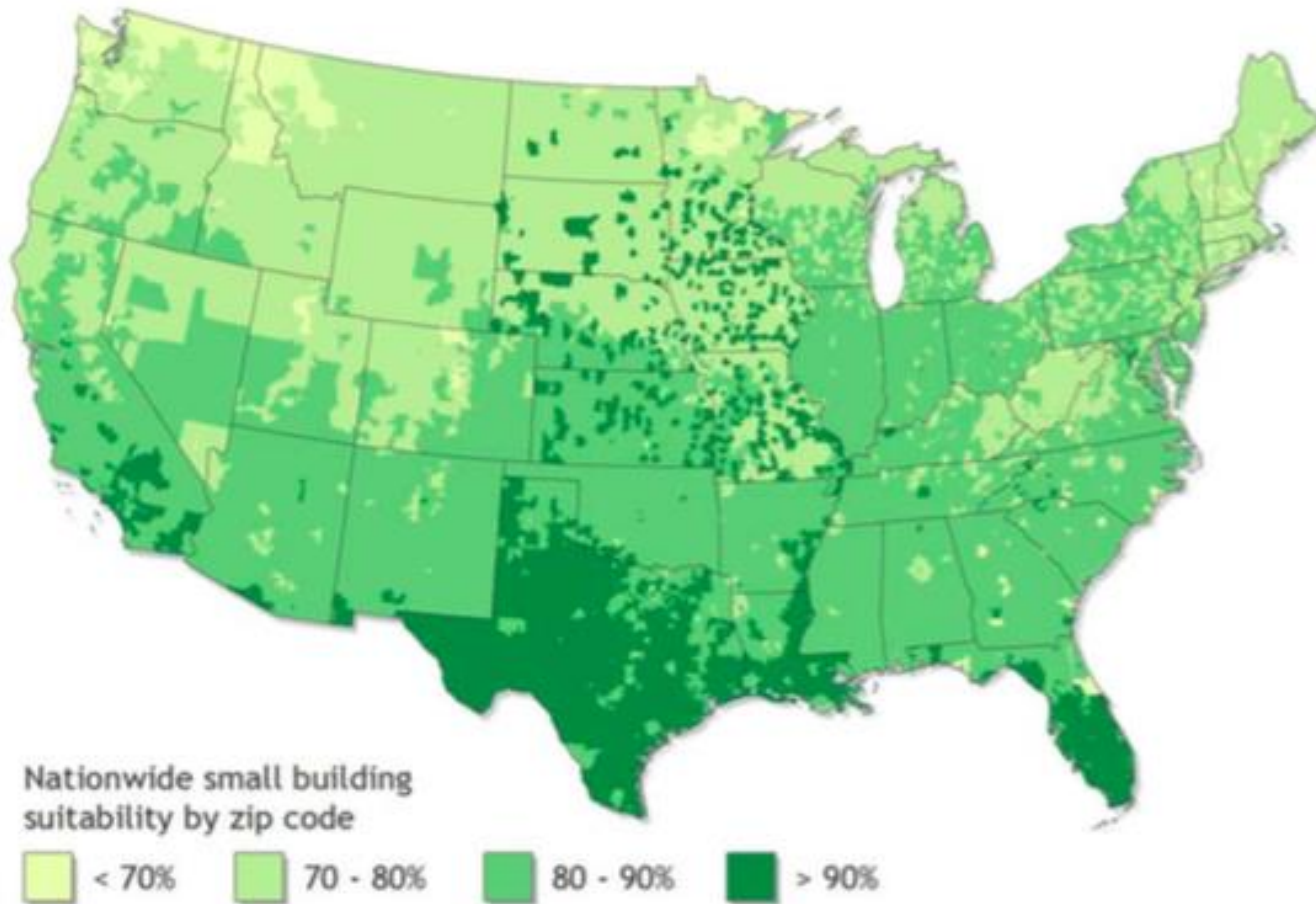 Nationwide small building
suitability by zip code
< 70% 70 - 80% 80 - 90% > 90%